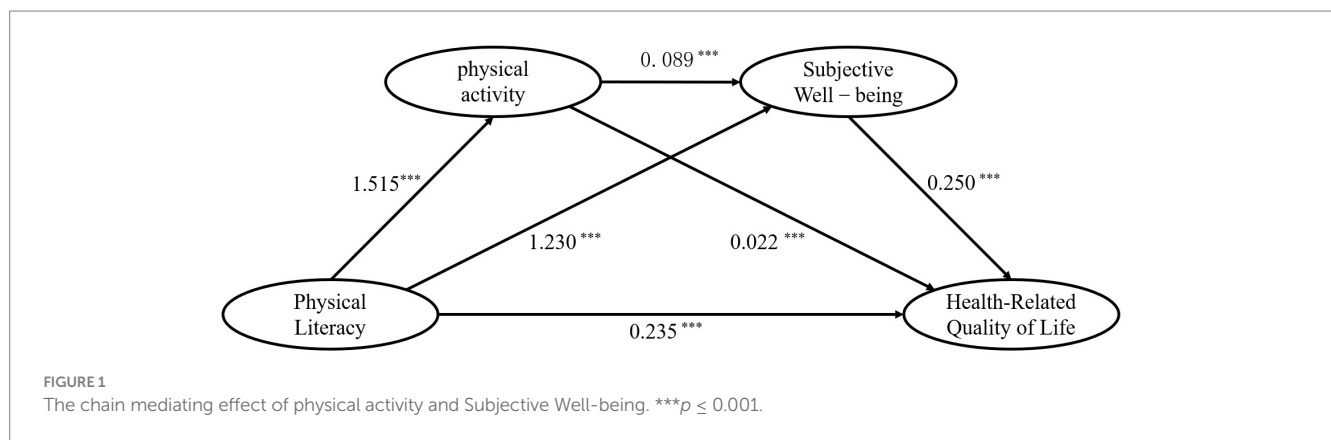 physical
activity
0. 089 ***
Subjective
Well − being
1.515***
1.230 ***
0.022 ***
0.250 ***
Physical
Literacy
0.235 ***
Health-Related
Quality of Life
FIGURE 1
The chain mediating effect of physical activity and Subjective Well-being. ***p ≤ 0.001.